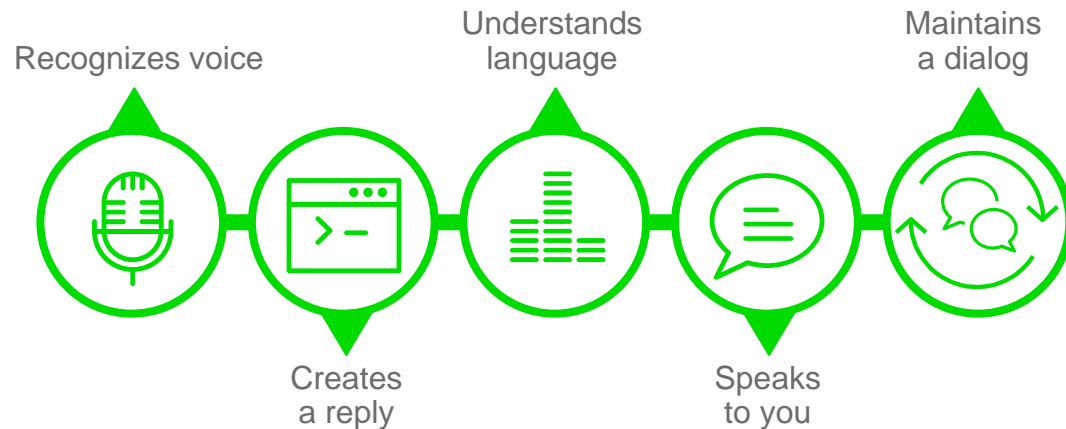 Recognizes voice
Creates
a reply
Understands
language
Speaks
to you
Maintains
a dialog